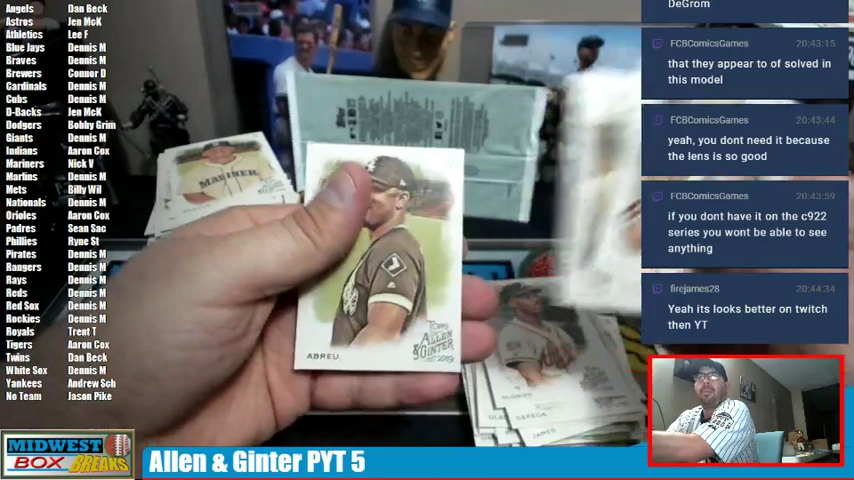 Angels Dan Beck
Astros Jen McK
Athletics Lee F
Blue Jays Dennis M
Braves Dennis M
Brewers Connor D
Cardinals Dennis M
Cubs Dennis M
D-Backs Jen McK
Dodgers Bobby Grim
Giants Dennis M
Indians Aaron Cox
Mariners Nick V
Marlins Dennis M
Mets Billy Wil
Nationals Dennis M
Orioles Aaron Cox
Padres Sean Sac
Phillies Ryne St
Pirates Dennis M
Rangers Dennis M
Rays Dennis M
Reds Dennis M
Red Sox Dennis M
Rockies Dennis M
Royals Trent T
Tigers Aaron Cox
Twins Dan Beck
White Sox Dennis M
Yankees Andrew Sch
No Team Jason Pike
MARINER
ABREU
Topps
ALLEN
& GINTER
2019
JAMES
DeGrom
FCBComicsGames 20:43:15
that they appear to of solved in
this model
FCBComicsGames 20:43:44
yeah, you dont need it because
the lens is so good
FCBComicsGames 20:43:59
if you dont have it on the c922
series you wont be able to see
anything
firejames28 20:44:34
Yeah its looks better on twitch
then YT
MIDWEST
BOX BREAKS
Allen & Ginter PYT 5